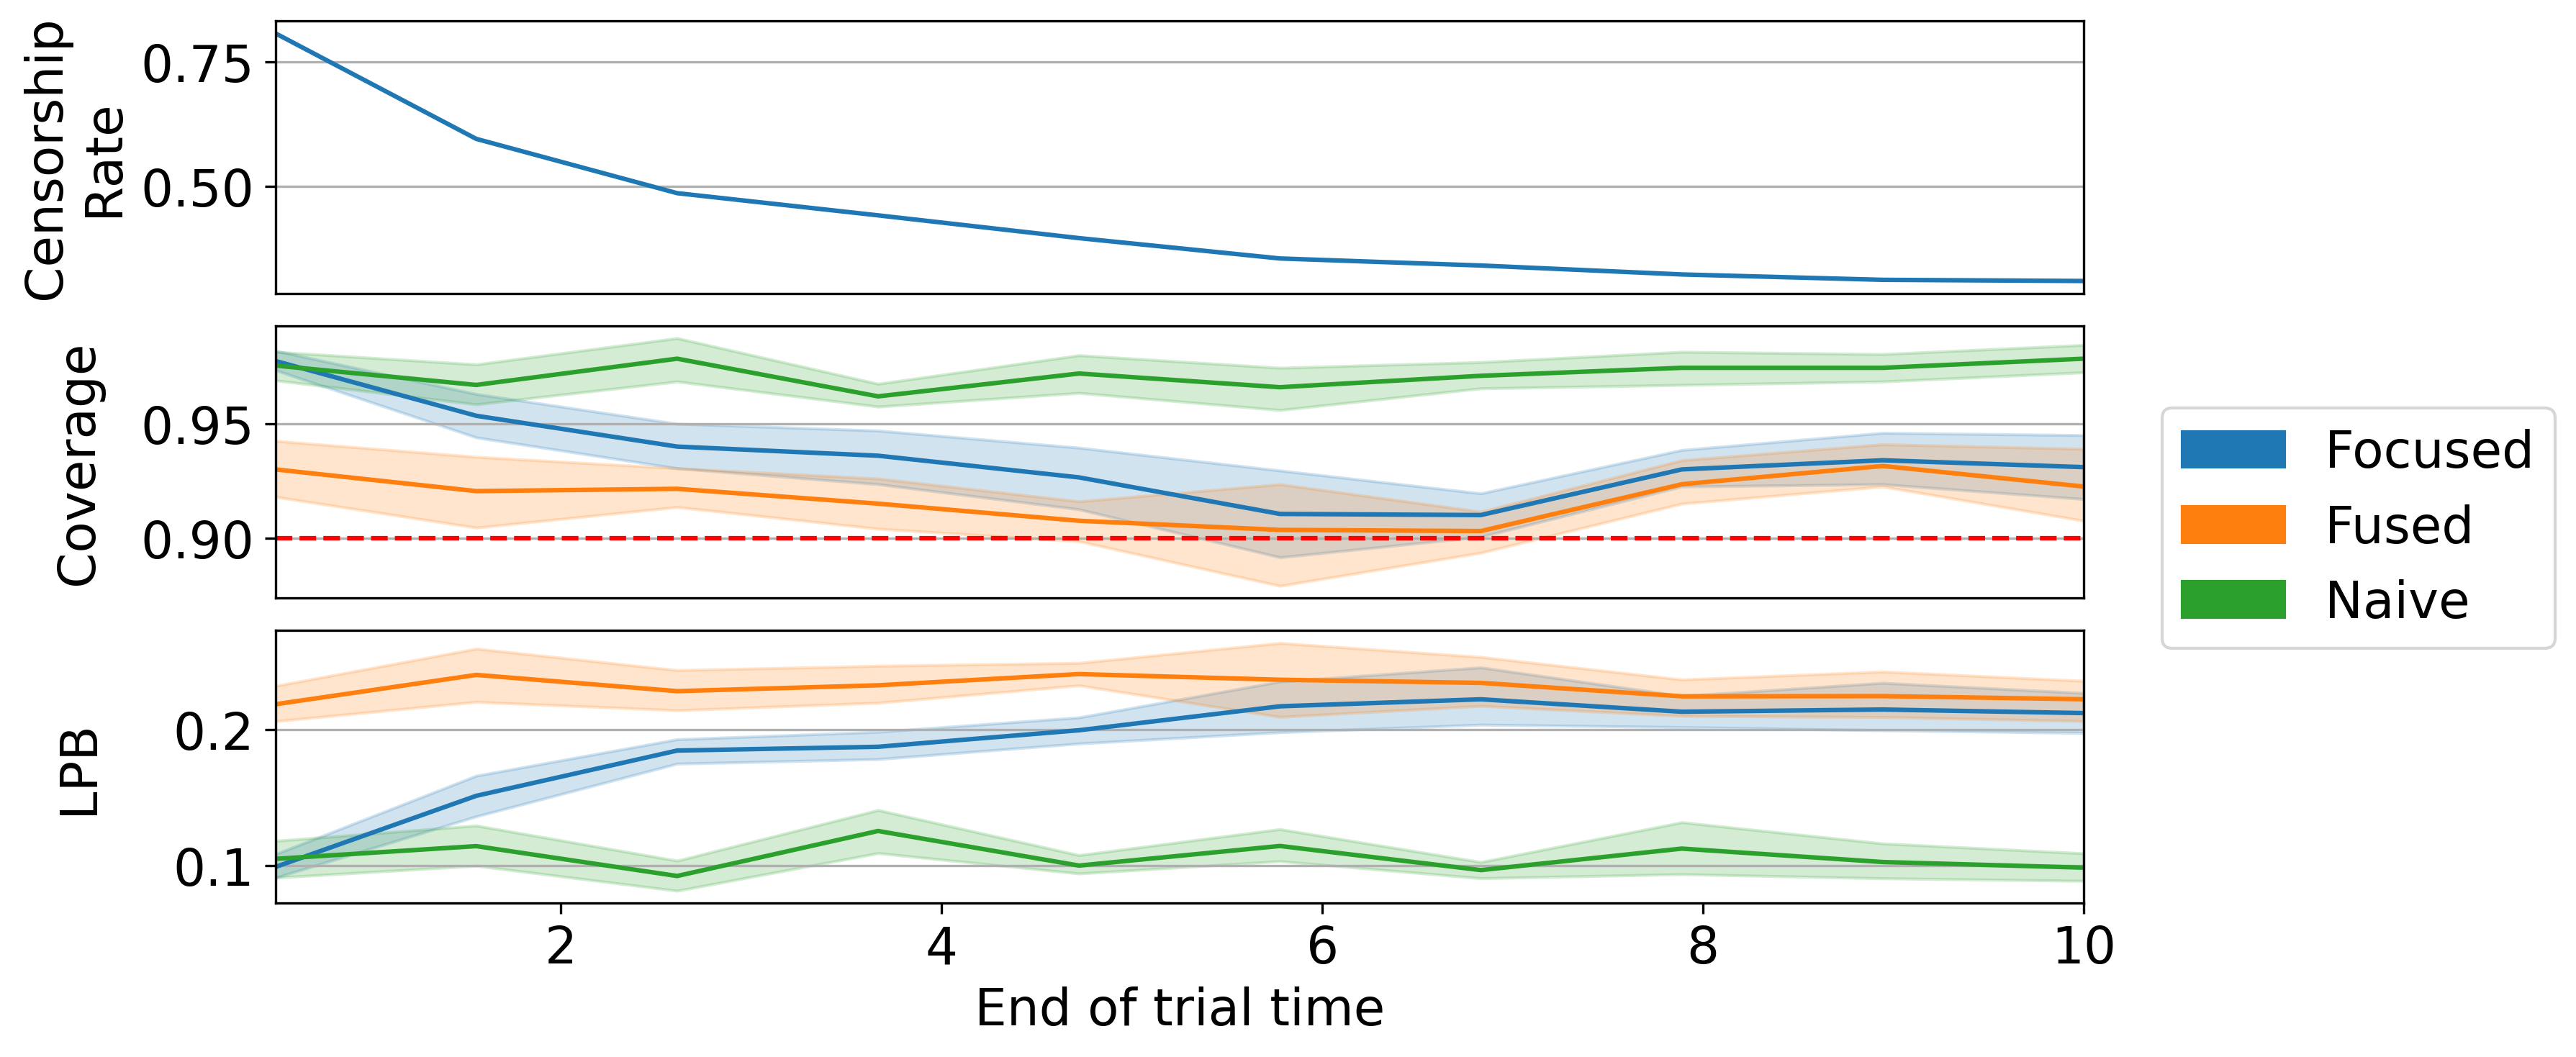 Censorship
Rate
0.75
0.50
Coverage
0.95
0.90
LPB
0.2
0.1
2 4 6 8 10
End of trial time
Focused
Fused
Naive